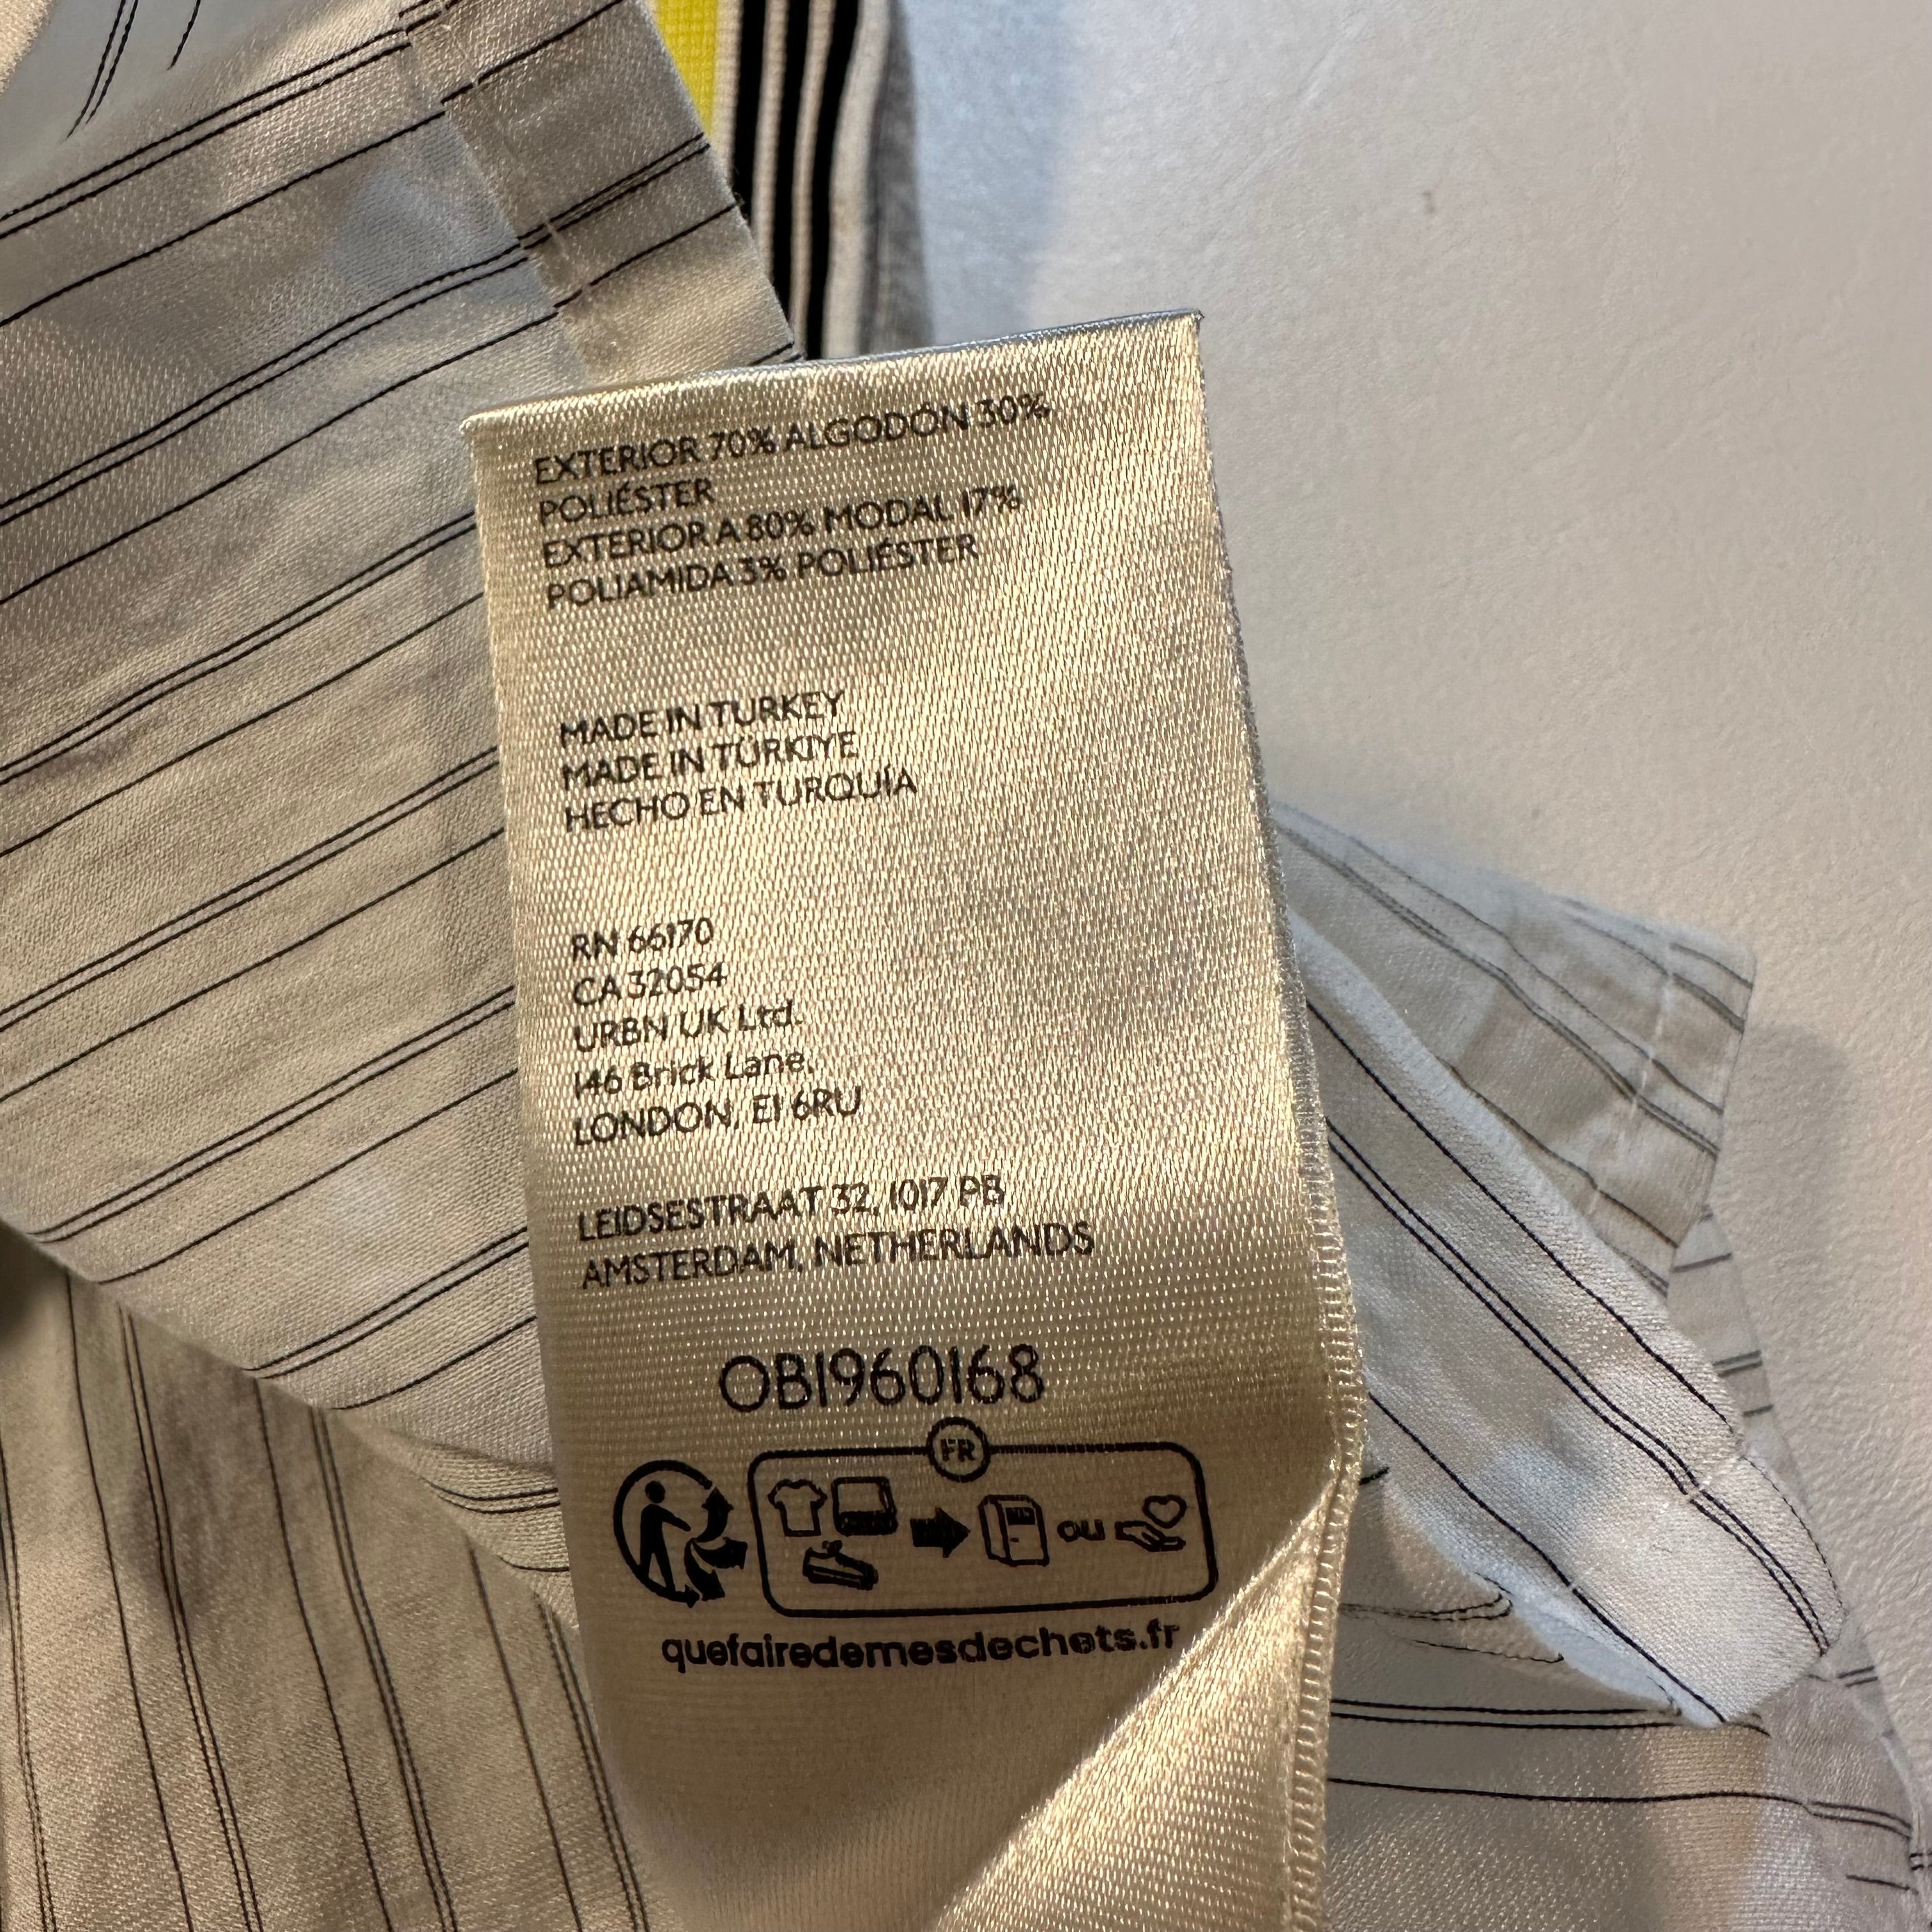 EXTERIOR 70% ALGODÓN 30%
POLIÉSTER
EXTERIOR A 80% MODAL 17%
POLIAMIDA 3% POLIÉSTER
MADE IN TURKEY
MADE IN TÜRKIYE
HECHO EN TURQUÍA
RN 66170
CA 32054
URBN UK Ltd.
146 Brick Lane,
LONDON, E1 6RU
LEIDSESTRAAT 32, 1017 PB
AMSTERDAM, NETHERLANDS
OB1960168
FR
ou
quefairedemesdechets.fr